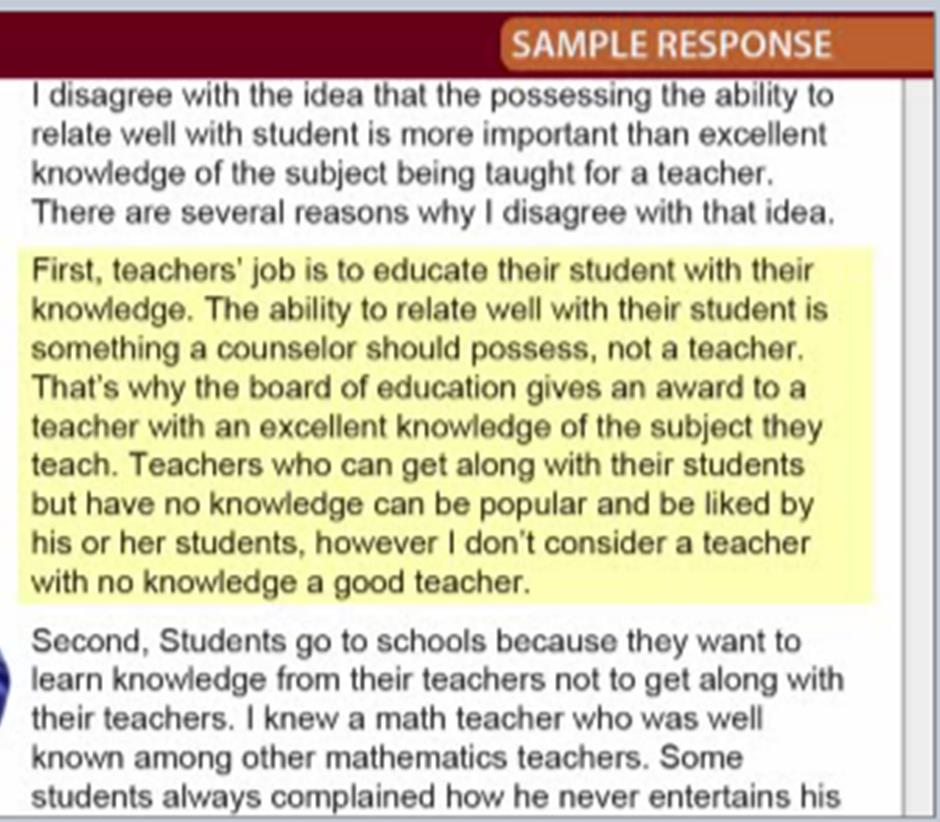 SAMPLE RESPONSE
I disagree with the idea that the possessing the ability to
relate well with student is more important than excellent
knowledge of the subject being taught for a teacher.
There are several reasons why I disagree with that idea.
First, teachers' job is to educate their student with their
knowledge. The ability to relate well with their student is
something a counselor should possess, not a teacher.
That's why the board of education gives an award to a
teacher with an excellent knowledge of the subject they
teach. Teachers who can get along with their students
but have no knowledge can be popular and be liked by
his or her students, however I don't consider a teacher
with no knowledge a good teacher.
Second, Students go to schools because they want to
learn knowledge from their teachers not to get along with
their teachers. I knew a math teacher who was well
known among other mathematics teachers. Some
students always complained how he never entertains his